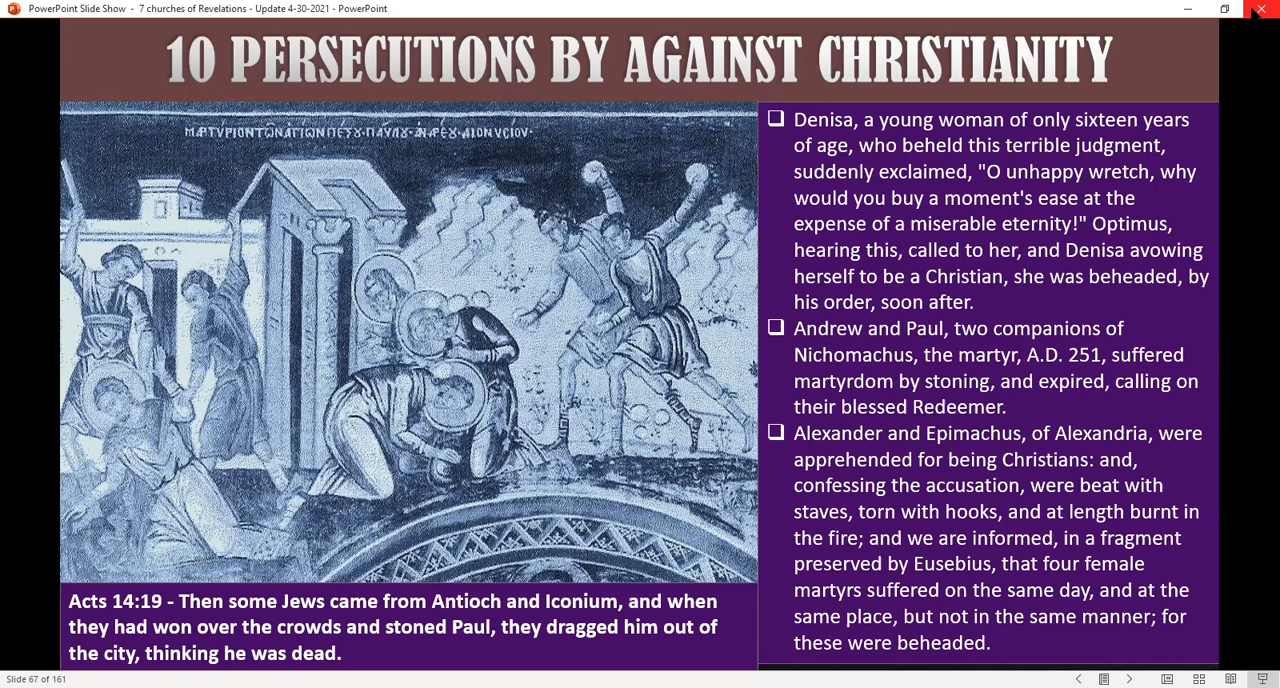 PowerPoint Slide Show - 7 churches of Revelations - Update 4-30-2021 - PowerPoint
10 PERSECUTIONS BY AGAINST CHRISTIANITY
Denisa, a young woman of only sixteen years
of age, who beheld this terrible judgment,
suddenly exclaimed, "O unhappy wretch, why
would you buy a moment's ease at the
expense of a miserable eternity!" Optimus,
hearing this, called to her, and Denisa avowing
herself to be a Christian, she was beheaded, by
his order, soon after.
Andrew and Paul, two companions of
Nichomachus, the martyr, A.D. 251, suffered
martyrdom by stoning, and expired, calling on
their blessed Redeemer.
Alexander and Epimachus, of Alexandria, were
apprehended for being Christians: and,
confessing the accusation, were beat with
staves, torn with hooks, and at length burnt in
the fire; and we are informed, in a fragment
preserved by Eusebius, that four female
martyrs suffered on the same day, and at the
same place, but not in the same manner; for
these were beheaded.
Acts 14:19 - Then some Jews came from Antioch and Iconium, and when
they had won over the crowds and stoned Paul, they dragged him out of
the city, thinking he was dead.
Slide 67 of 161